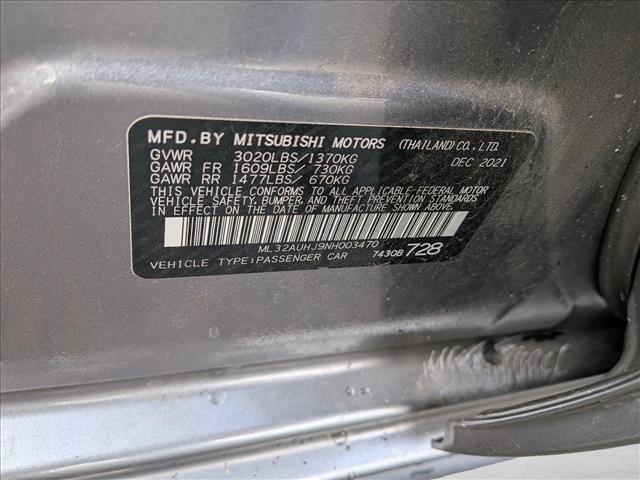 MFD.BY MITSUBISHI MOTORS (THAILAND)CO.,LTD.
GVWR 3020LBS/1370KG DEC 2021
GAWR FR 1609LBS/ 730KG
GAWR RR 1477LBS/ 670KG
THIS VEHICLE CONFORMS TO ALL APPLICABLE FEDERAL MOTOR
VEHICLE SAFETY,BUMPER,AND THEFT PREVENTION STANDARDS
IN EFFECT ON THE DATE OF MANUFACTURE SHOWN ABOVE.
ML32AUHJ9NH003470
VEHICLE TYPE:PASSENGER CAR 7430B 728